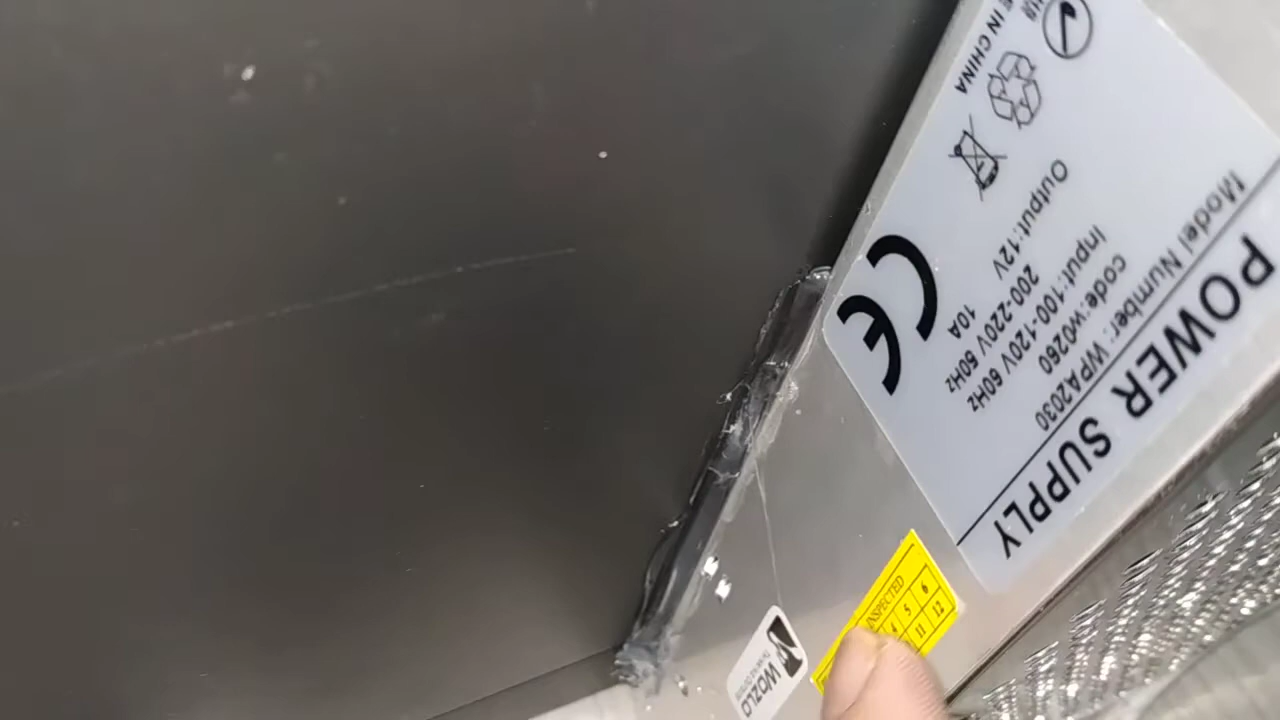 POWER SUPPLY
Model Number: WPA2030
code:w0260
Input:100-120V 60Hz
200-220V 50Hz
Output:12V 10A
CE
IN CHINA
INSPECTED
4 5 6
11 12
WOZLO